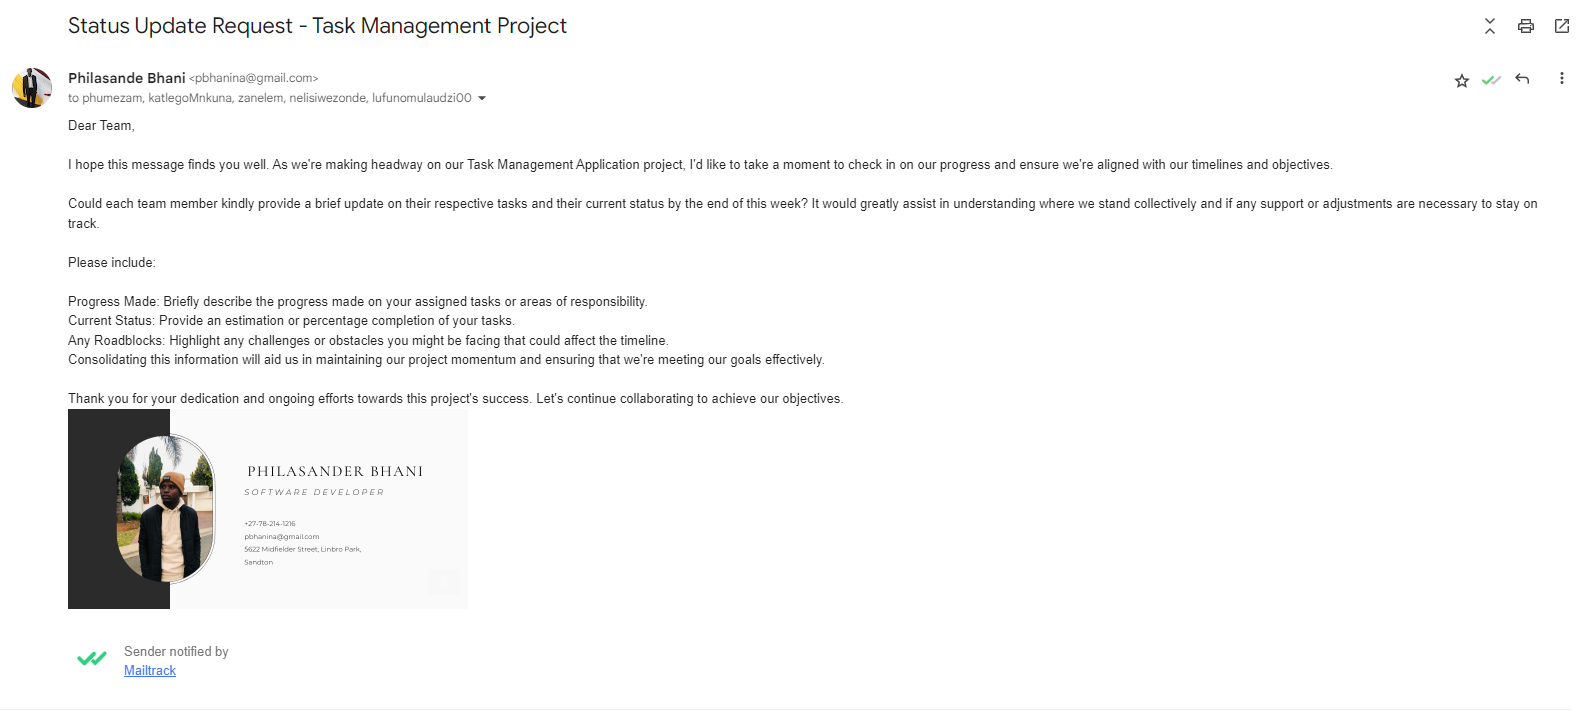 Status Update Request - Task Management Project
Philasande Bhani <pbhanina@gmail.com>
to phumezam, katlegoMnkuna, zanelem, nelisiwezonde, lufunomulaudzi00
Dear Team,
I hope this message finds you well. As we're making headway on our Task Management Application project, I'd like to take a moment to check in on our progress and ensure we're aligned with our timelines and objectives.
Could each team member kindly provide a brief update on their respective tasks and their current status by the end of this week? It would greatly assist in understanding where we stand collectively and if any support or adjustments are necessary to stay on
track.
Please include:
Progress Made: Briefly describe the progress made on your assigned tasks or areas of responsibility.
Current Status: Provide an estimation or percentage completion of your tasks.
Any Roadblocks: Highlight any challenges or obstacles you might be facing that could affect the timeline.
Consolidating this information will aid us in maintaining our project momentum and ensuring that we're meeting our goals effectively.
Thank you for your dedication and ongoing efforts towards this project's success. Let's continue collaborating to achieve our objectives.
PHILASANDER BHANI
SOFTWARE DEVELOPER
+27-78-214-1216
pbhanina@gmail.com
5622 Midfielder Street, Linbro Park,
Sandton
Sender notified by
Mailtrack